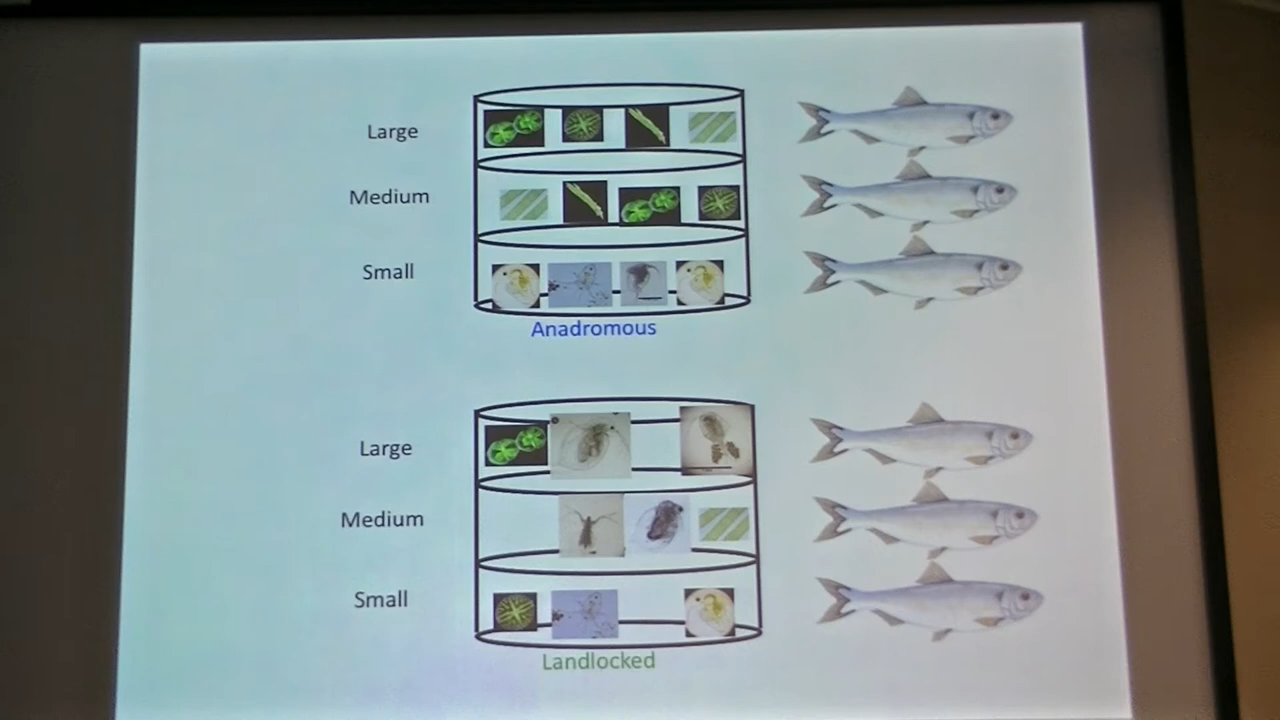 Large
Medium
Small
Anadromous
Large
Medium
Small
Landlocked